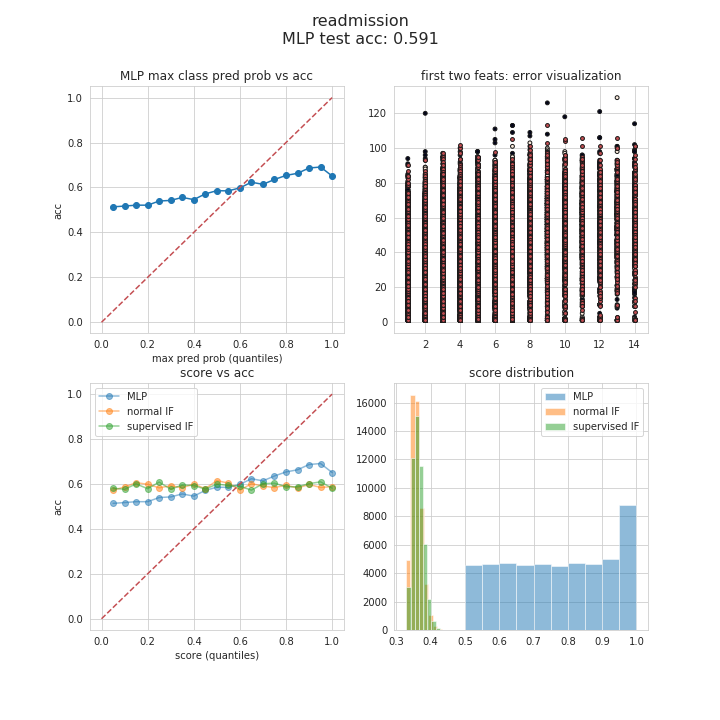 readmission
MLP test acc: 0.591
MLP max class pred prob vs acc
1.0
0.8
0.6
0.4
0.2
0.0
acc
0.0 0.2 0.4 0.6 0.8 1.0
max pred prob (quantiles)
first two feats: error visualization
120
100
80
60
40
20
0
2 4 6 8 10 12 14
score vs acc
MLP
normal IF
supervised IF
1.0
0.8
0.6
0.4
0.2
0.0
acc
0.0 0.2 0.4 0.6 0.8 1.0
score (quantiles)
score distribution
MLP
normal IF
supervised IF
16000
14000
12000
10000
8000
6000
4000
2000
0
0.3 0.4 0.5 0.6 0.7 0.8 0.9 1.0